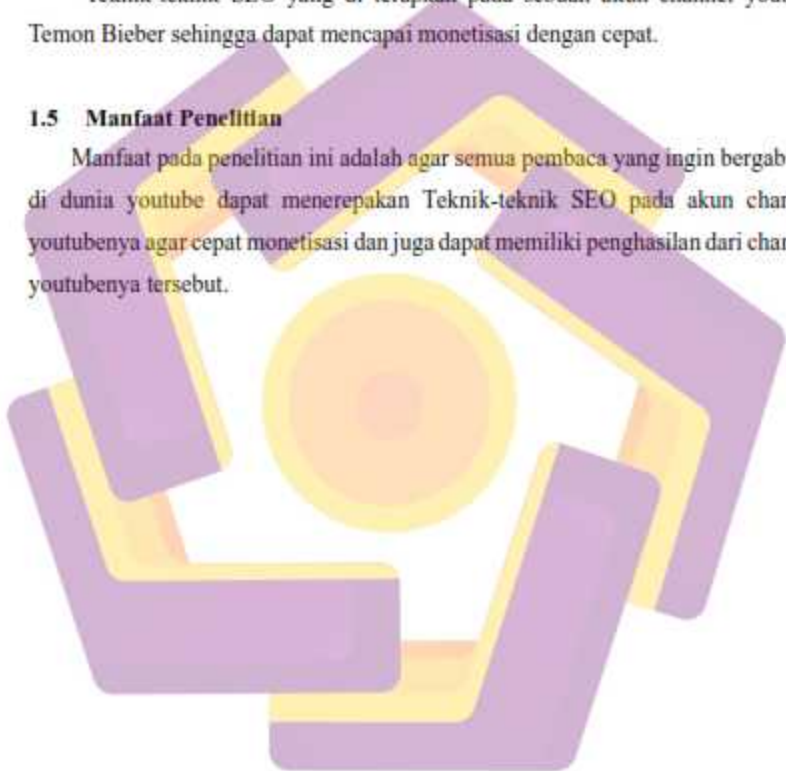 Temon Bieber sehingga dapat mencapai monetisasi dengan cepat.
1.5 Manfaat Penelitian
Manfaat pada penelitian ini adalah agar semua pembaca yang ingin bergab
di dunia youtube dapat menerepakan Teknik-teknik SEO pada akun chan
youtubenya agar cepat monetisasi dan juga dapat memiliki penghasilan dari chan
youtubenya tersebut.